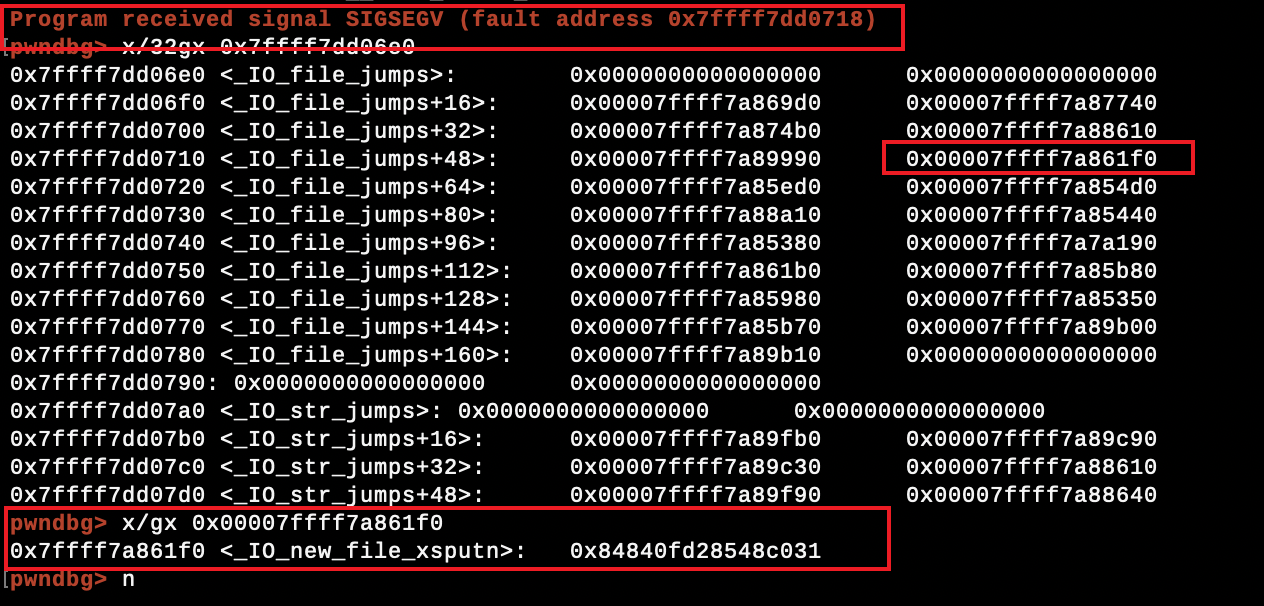 Program received signal SIGSEGV (fault address 0x7ffff7dd0718)
pwndbg> x/32gx 0x7ffff7dd06e0
0x7ffff7dd06e0 <_IO_file_jumps>: 0x0000000000000000 0x0000000000000000
0x7ffff7dd06f0 <_IO_file_jumps+16>: 0x00007ffff7a869d0 0x00007ffff7a87740
0x7ffff7dd0700 <_IO_file_jumps+32>: 0x00007ffff7a874b0 0x00007ffff7a88610
0x7ffff7dd0710 <_IO_file_jumps+48>: 0x00007ffff7a89990 0x00007ffff7a861f0
0x7ffff7dd0720 <_IO_file_jumps+64>: 0x00007ffff7a85ed0 0x00007ffff7a854d0
0x7ffff7dd0730 <_IO_file_jumps+80>: 0x00007ffff7a88a10 0x00007ffff7a85440
0x7ffff7dd0740 <_IO_file_jumps+96>: 0x00007ffff7a85380 0x00007ffff7a7a190
0x7ffff7dd0750 <_IO_file_jumps+112>: 0x00007ffff7a861b0 0x00007ffff7a85b80
0x7ffff7dd0760 <_IO_file_jumps+128>: 0x00007ffff7a85980 0x00007ffff7a85350
0x7ffff7dd0770 <_IO_file_jumps+144>: 0x00007ffff7a85b70 0x00007ffff7a89b00
0x7ffff7dd0780 <_IO_file_jumps+160>: 0x00007ffff7a89b10 0x0000000000000000
0x7ffff7dd0790: 0x0000000000000000 0x0000000000000000
0x7ffff7dd07a0 <_IO_str_jumps>: 0x0000000000000000 0x0000000000000000
0x7ffff7dd07b0 <_IO_str_jumps+16>: 0x00007ffff7a89fb0 0x00007ffff7a89c90
0x7ffff7dd07c0 <_IO_str_jumps+32>: 0x00007ffff7a89c30 0x00007ffff7a88610
0x7ffff7dd07d0 <_IO_str_jumps+48>: 0x00007ffff7a89f90 0x00007ffff7a88640
pwndbg> x/gx 0x00007ffff7a861f0
0x7ffff7a861f0 <_IO_new_file_xsputn>: 0x84840fd28548c031
pwndbg> n